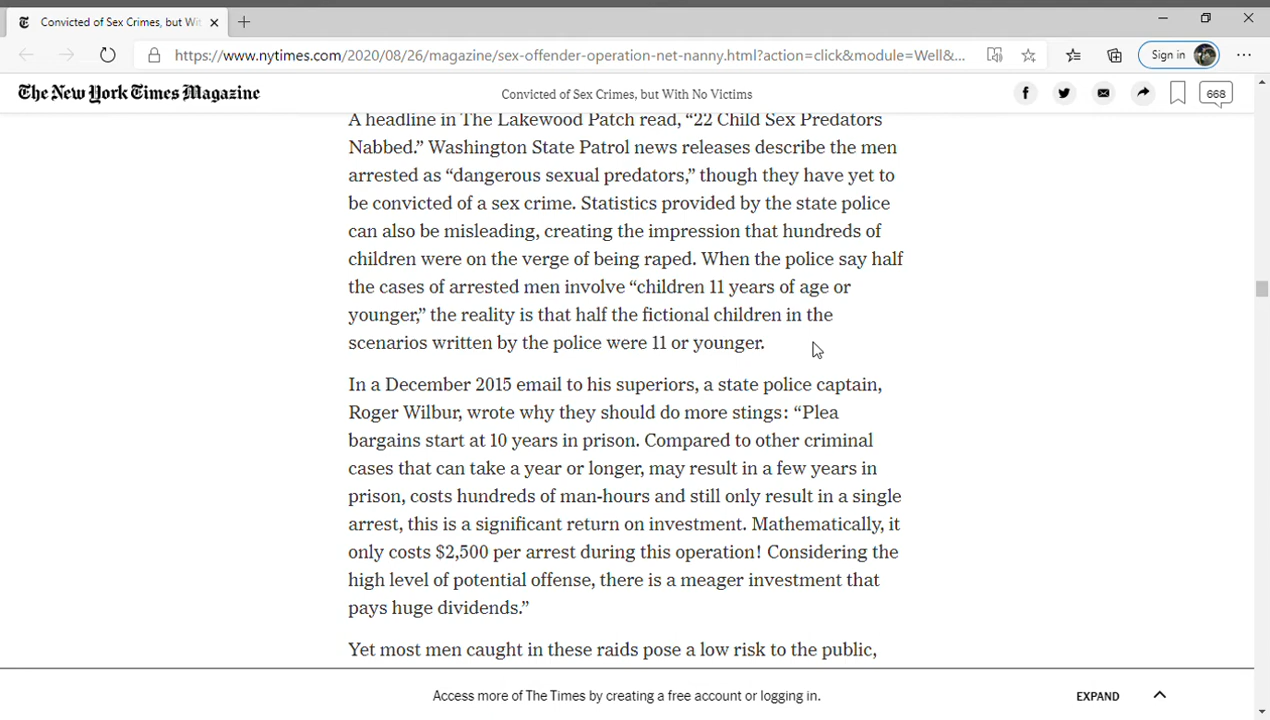 Convicted of Sex Crimes, but Wit
https://www.nytimes.com/2020/08/26/magazine/sex-offender-operation-net-nanny.html?action=click&module=Well&...
Sign in
The New York Times Magazine
Convicted of Sex Crimes, but With No Victims
668
A headline in The Lakewood Patch read, “22 Child Sex Predators
Nabbed.” Washington State Patrol news releases describe the men
arrested as “dangerous sexual predators,” though they have yet to
be convicted of a sex crime. Statistics provided by the state police
can also be misleading, creating the impression that hundreds of
children were on the verge of being raped. When the police say half
the cases of arrested men involve “children 11 years of age or
younger,” the reality is that half the fictional children in the
scenarios written by the police were 11 or younger.
In a December 2015 email to his superiors, a state police captain,
Roger Wilbur, wrote why they should do more stings: “Plea
bargains start at 10 years in prison. Compared to other criminal
cases that can take a year or longer, may result in a few years in
prison, costs hundreds of man-hours and still only result in a single
arrest, this is a significant return on investment. Mathematically, it
only costs $2,500 per arrest during this operation! Considering the
high level of potential offense, there is a meager investment that
pays huge dividends.”
Yet most men caught in these raids pose a low risk to the public,
Access more of The Times by creating a free account or logging in.
EXPAND